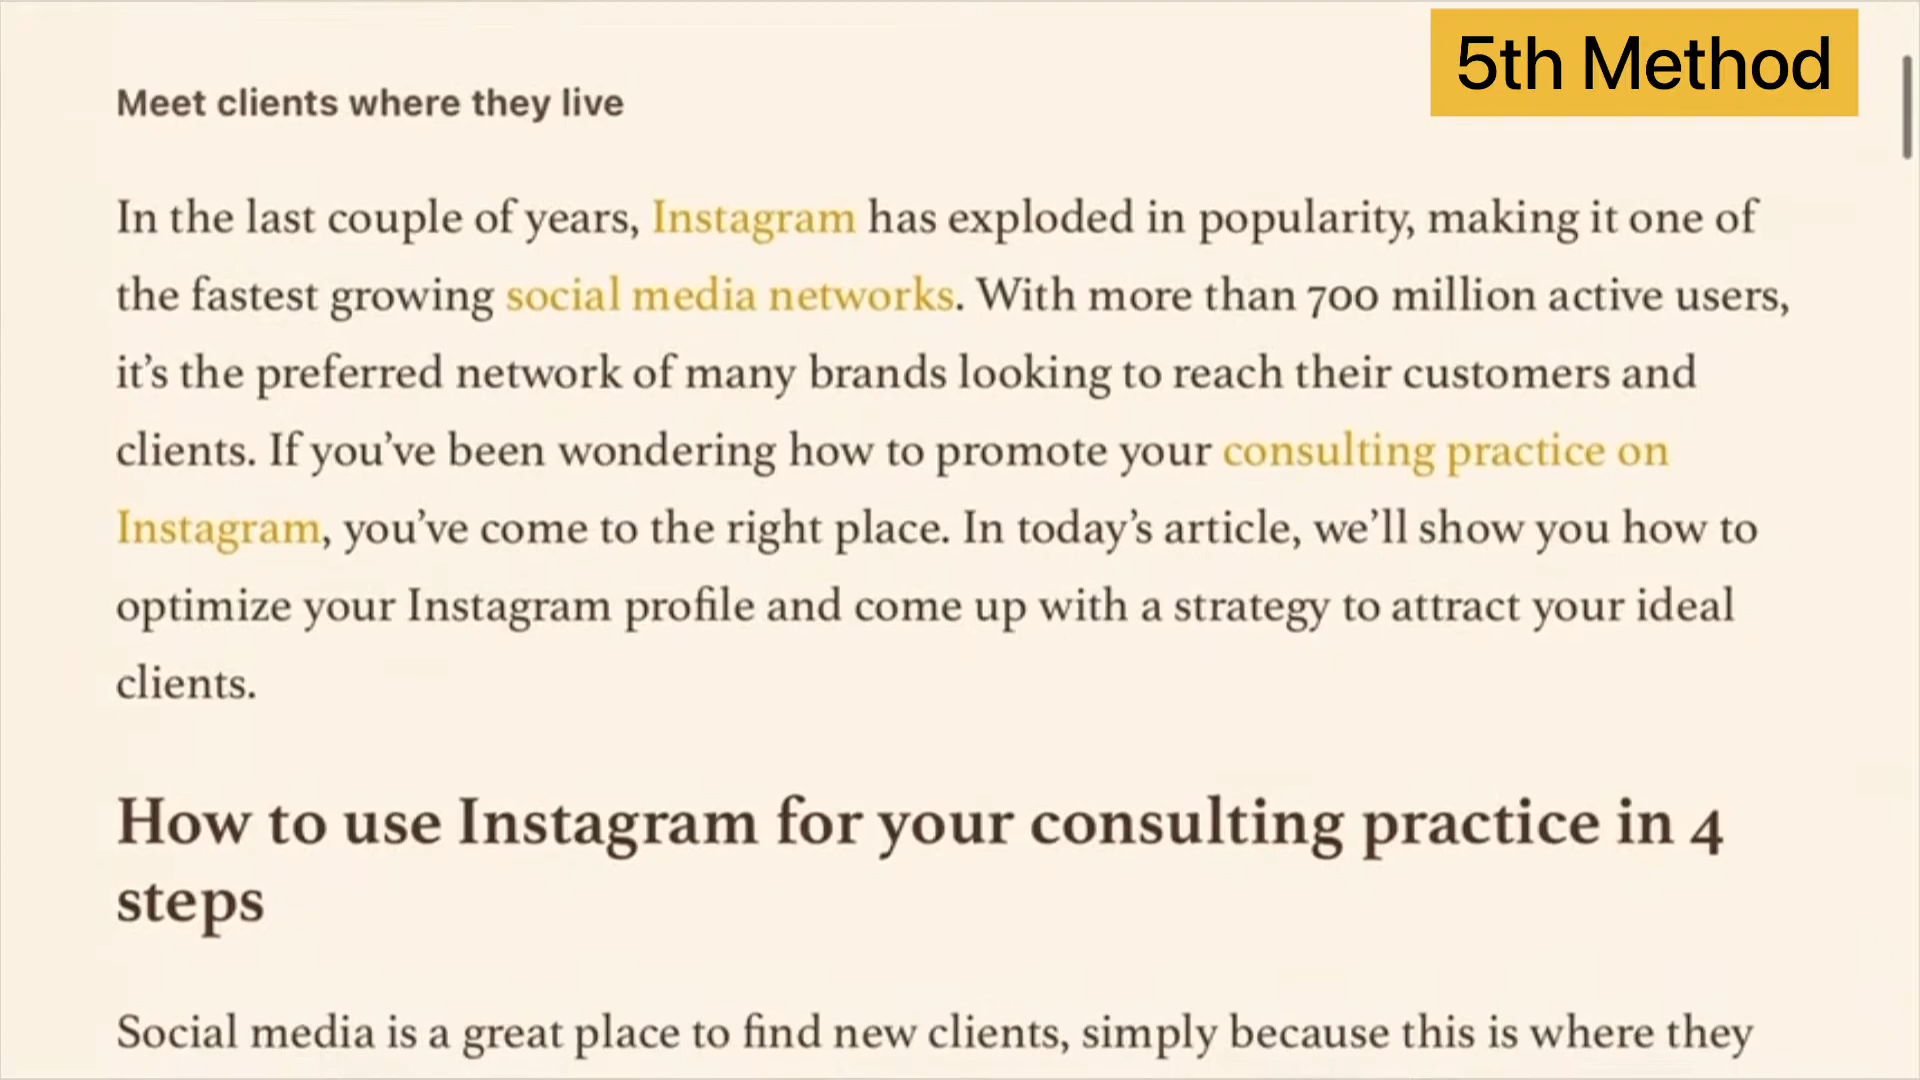 5th Method
Meet clients where they live
In the last couple of years, Instagram has exploded in popularity, making it one of
the fastest growing social media networks. With more than 700 million active users,
it’s the preferred network of many brands looking to reach their customers and
clients. If you’ve been wondering how to promote your consulting practice on
Instagram, you’ve come to the right place. In today’s article, we’ll show you how to
optimize your Instagram profile and come up with a strategy to attract your ideal
clients.
How to use Instagram for your consulting practice in 4
steps
Social media is a great place to find new clients, simply because this is where they